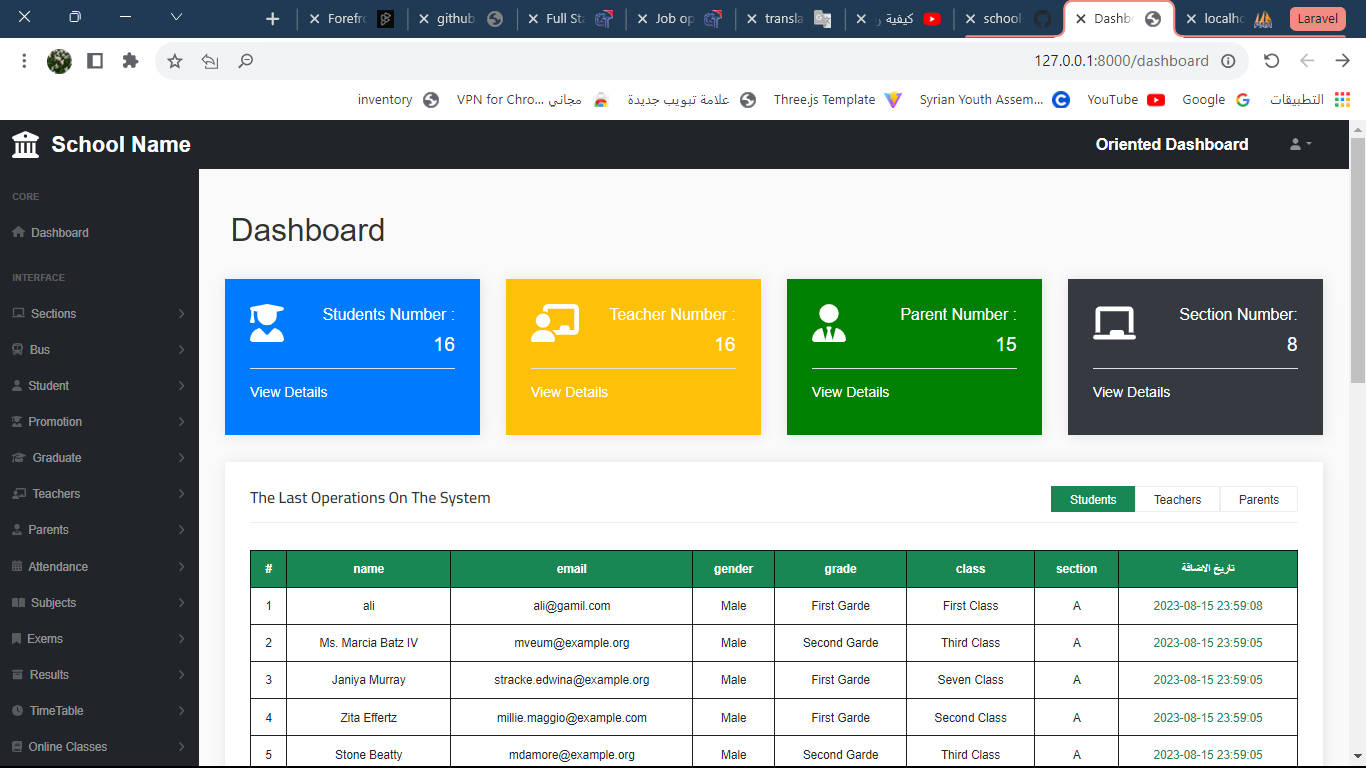 Forefr
github
Full Sta
Job op
transla
كيفية ر
school
Dashb
localho
Laravel
127.0.0.1:8000/dashboard
inventory
VPN for Chro... مجاني
علامة تبويب جديدة
Three.js Template
Syrian Youth Assem...
YouTube
Google
التطبيقات
School Name
Oriented Dashboard
CORE
Dashboard
INTERFACE
Sections
Bus
Student
Promotion
Graduate
Teachers
Parents
Attendance
Subjects
Exems
Results
TimeTable
Online Classes
Dashboard
Students Number :
16
View Details
Teacher Number :
16
View Details
Parent Number :
15
View Details
Section Number:
8
View Details
The Last Operations On The System
Students Teachers Parents
# name email gender grade class section تاريخ الاضافة
1 ali ali@gamil.com Male First Garde First Class A 2023-08-15 23:59:08
2 Ms. Marcia Batz IV mveum@example.org Male Second Garde Third Class A 2023-08-15 23:59:05
3 Janiya Murray stracke.edwina@example.org Male First Garde Seven Class A 2023-08-15 23:59:05
4 Zita Effertz millie.maggio@example.com Male First Garde Second Class A 2023-08-15 23:59:05
5 Stone Beatty mdamore@example.org Male Second Garde Third Class A 2023-08-15 23:59:05